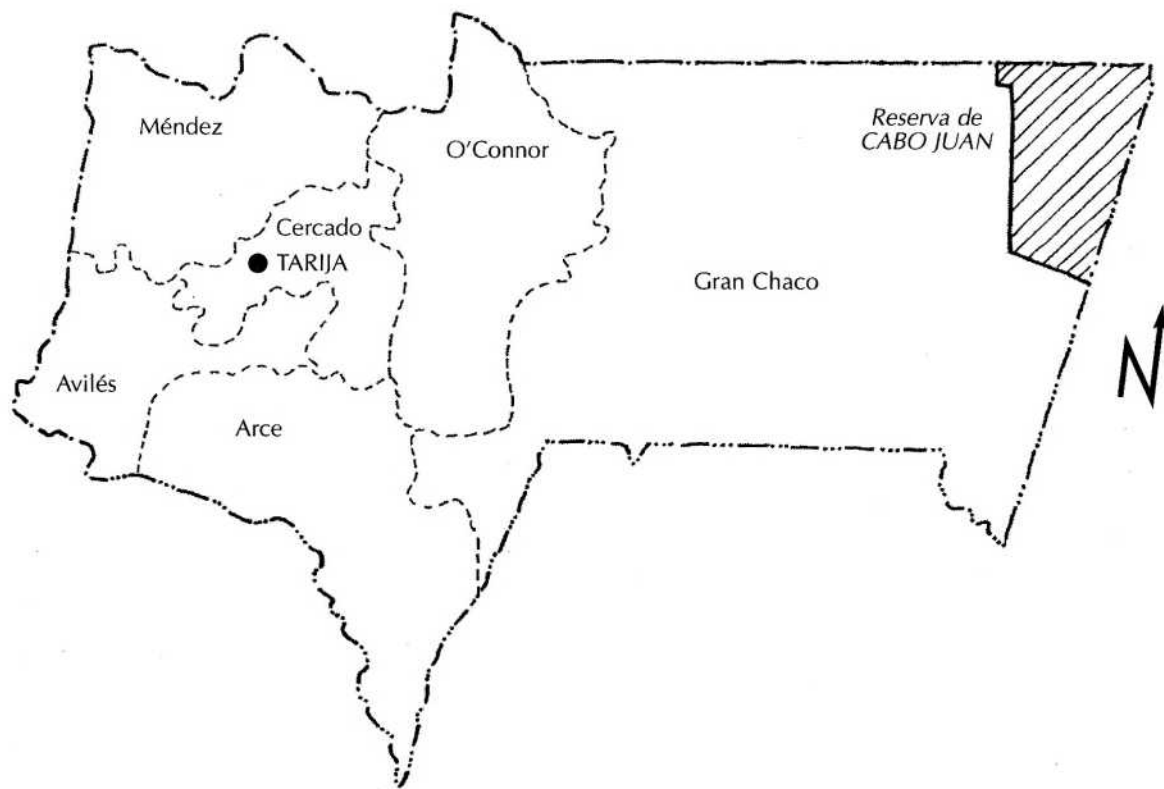 Méndez
O'Connor
Reserva de
CABO JUAN
Cercado
TARIJA
Gran Chaco
Avilés
Arce
N